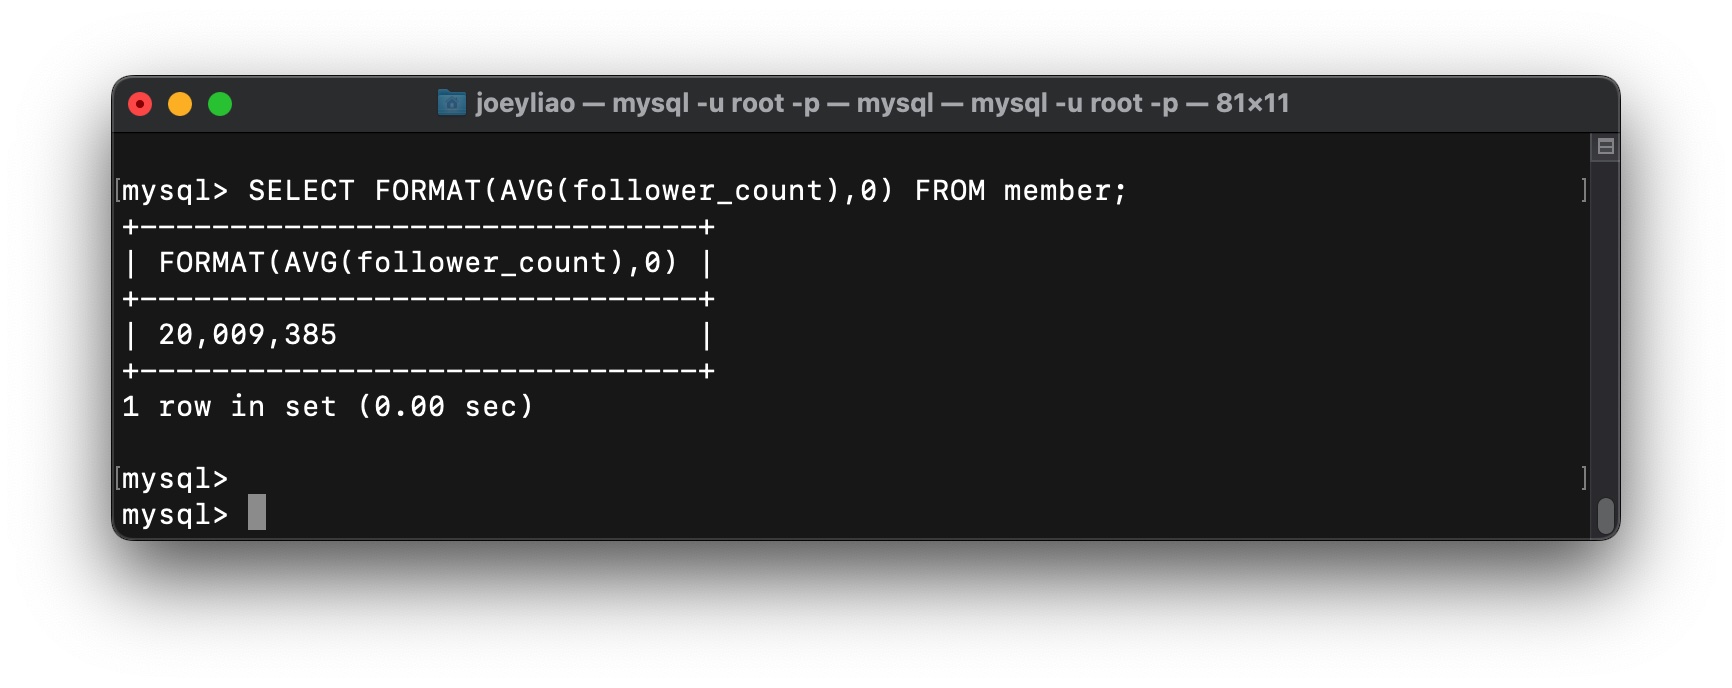 joeyliao — mysql -u root -p — mysql — mysql -u root -p — 81×11
[mysql> SELECT FORMAT(AVG(follower_count),0) FROM member; ]
+-------------------------------+
| FORMAT(AVG(follower_count),0) |
+-------------------------------+
| 20,009,385                    |
+-------------------------------+
1 row in set (0.00 sec)
[mysql> ]
mysql>